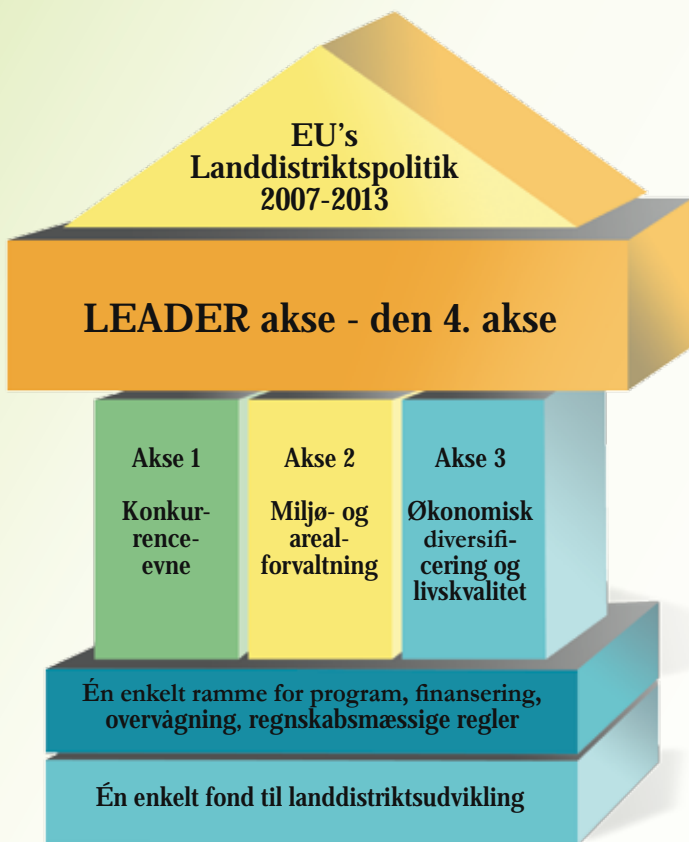 EU's
Landdistriktspolitik
2007-2013
LEADER akse - den 4. akse
Akse 1
Konkur-
rence-
evne
Akse 2
Miljø- og
areal-
forvaltning
Akse 3
Økonomisk
diversifi-
cering og
livskvalitet
Én enkelt ramme for program, finansering,
overvågning, regnskabsmæssige regler
Én enkelt fond til landdistriktsudvikling